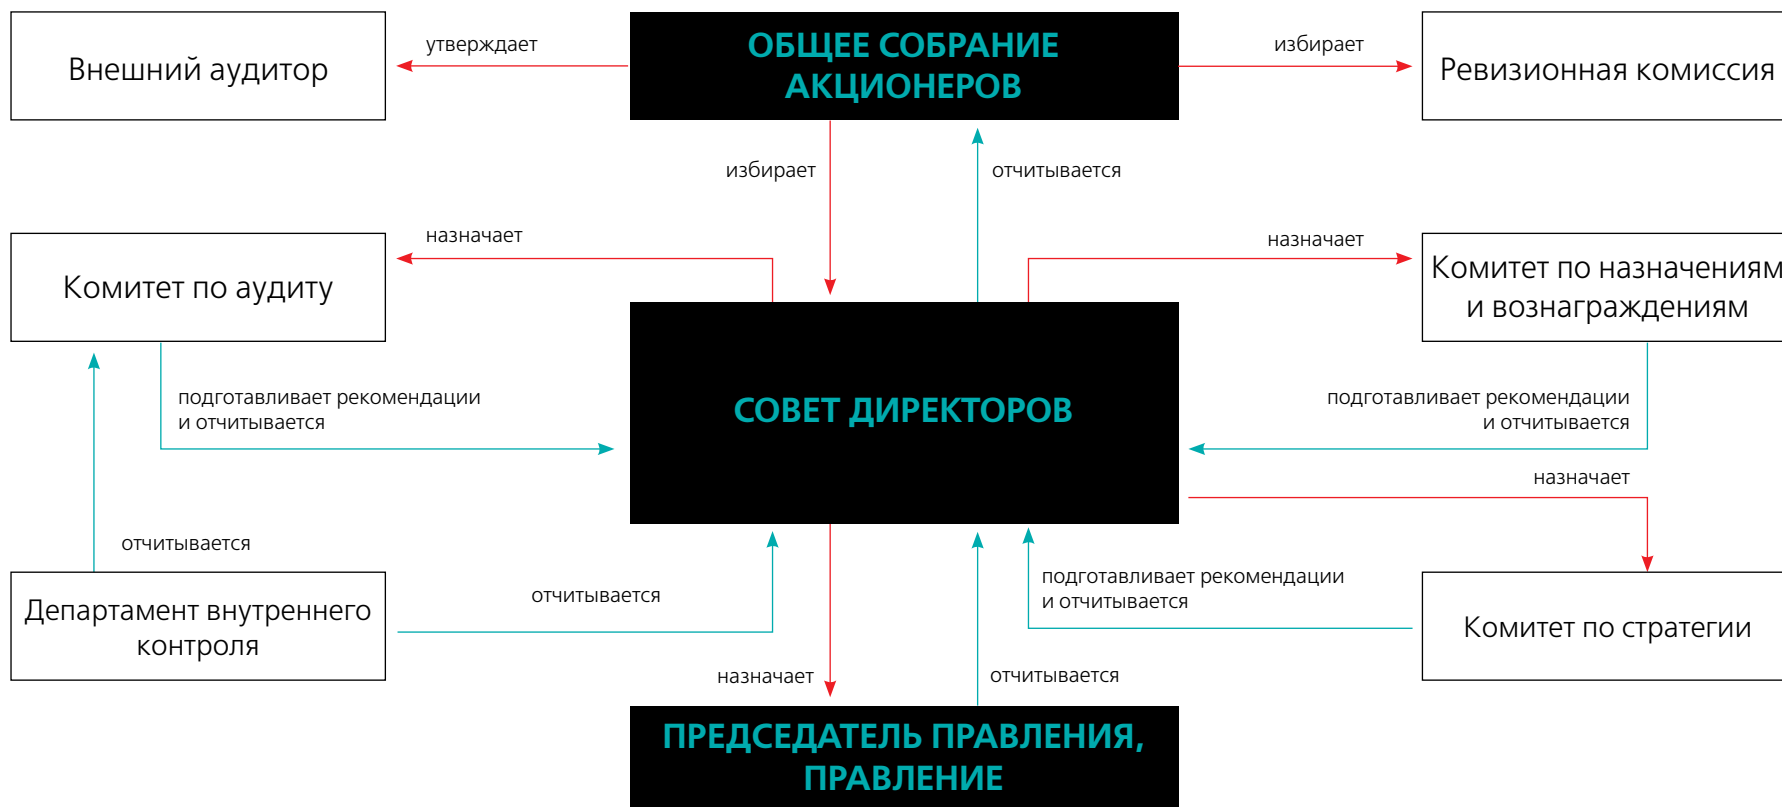 Внешний аудитор
утверждает
ОБЩЕЕ СОБРАНИЕ
АКЦИОНЕРОВ
избирает
Ревизионная комиссия
избирает
отчитывается
Комитет по аудиту
назначает
назначает
Комитет по назначениям
и вознаграждениям
подготавливает рекомендации
и отчитывается
СОВЕТ ДИРЕКТОРОВ
подготавливает рекомендации
и отчитывается
назначает
отчитывается
Департамент внутреннего
контроля
отчитывается
подготавливает рекомендации
и отчитывается
Комитет по стратегии
назначает
отчитывается
ПРЕДСЕДАТЕЛЬ ПРАВЛЕНИЯ,
ПРАВЛЕНИЕ